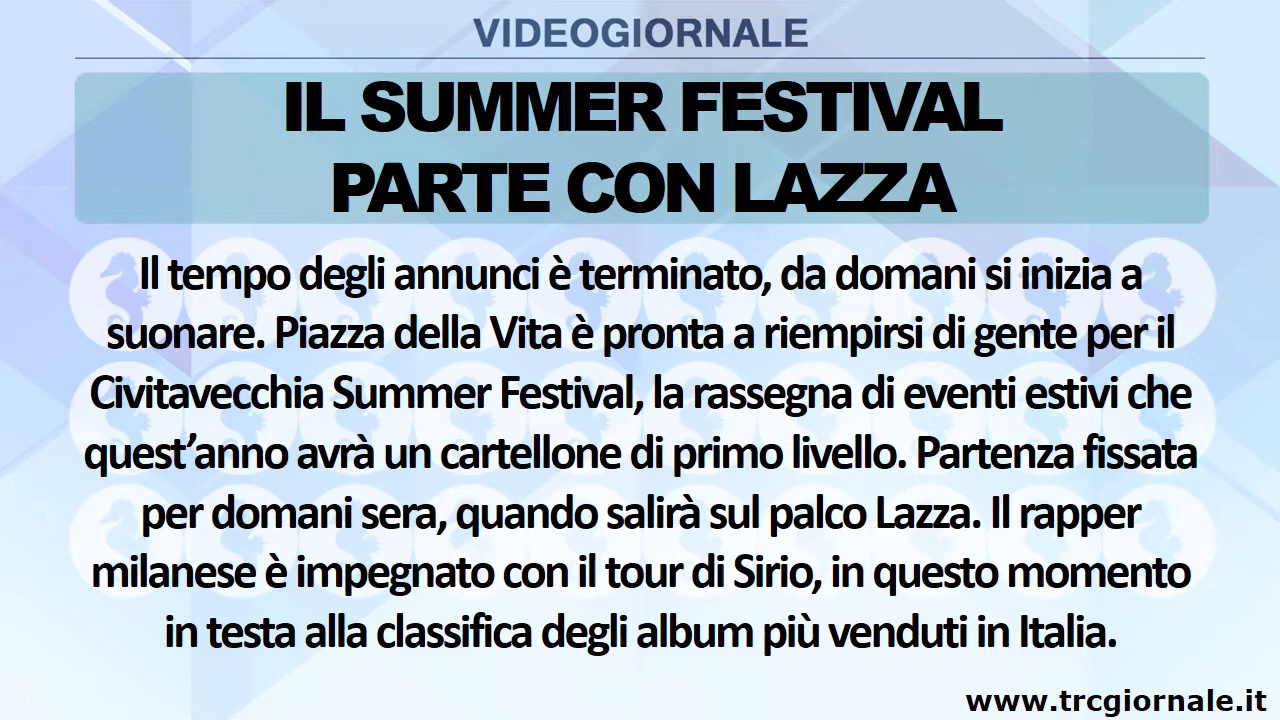 VIDEOGIORNALE
IL SUMMER FESTIVAL
PARTE CON LAZZA
Il tempo degli annunci è terminato, da domani si inizia a
suonare. Piazza della Vita è pronta a riempirsi di gente per il
Civitavecchia Summer Festival, la rassegna di eventi estivi che
quest’anno avrà un cartellone di primo livello. Partenza fissata
per domani sera, quando salirà sul palco Lazza. Il rapper
milanese è impegnato con il tour di Sirio, in questo momento
in testa alla classifica degli album più venduti in Italia.
www.trcgiornale.it